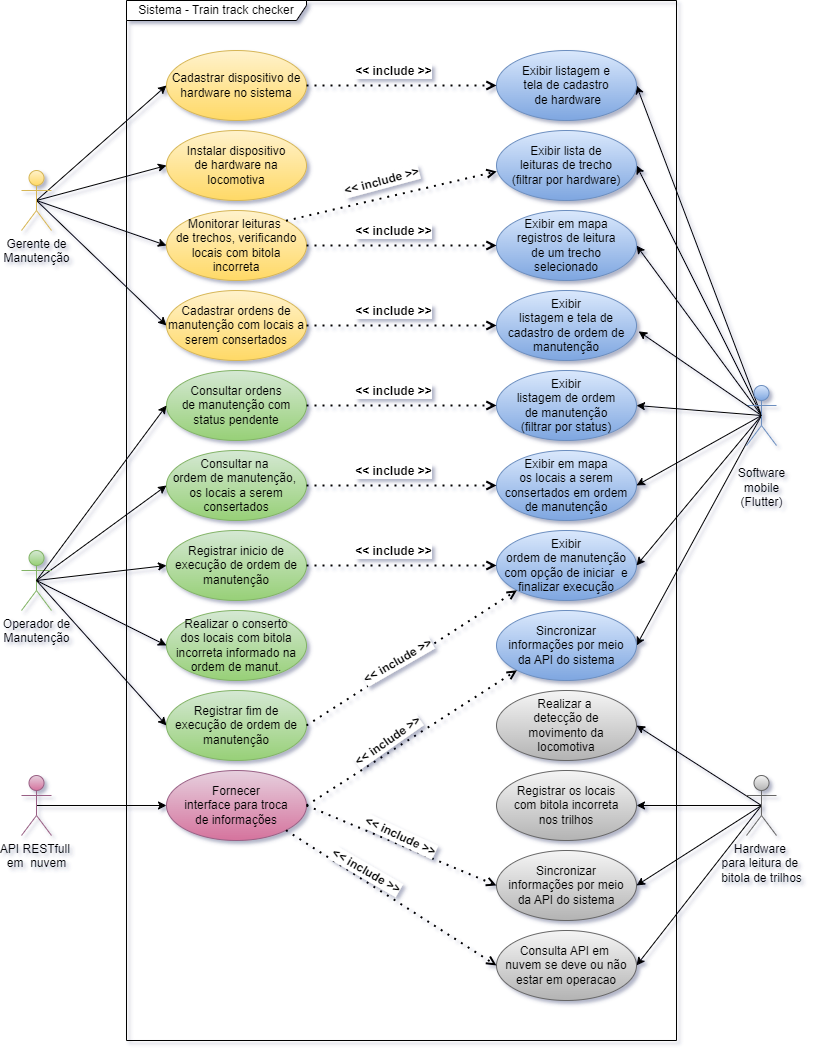 Sistema - Train track checker
Cadastrar dispositivo de
hardware no sistema
<< include >>
Exibir listagem e
tela de cadastro
de hardware
Instalar dispositivo
de hardware na
locomotiva
<< include >>
Exibir lista de
leituras de trecho
(filtrar por hardware)
Gerente de
Manutenção
Monitorar leituras
de trechos, verificando
locais com bitola
incorreta
<< include >>
Exibir em mapa
registros de leitura
de um trecho
selecionado
Cadastrar ordens de
manutenção com locais a
serem consertados
<< include >>
Exibir
listagem e tela de
cadastro de ordem de
manutenção
Consultar ordens
de manutenção com
status pendente
<< include >>
Exibir
listagem de ordem
de manutenção
(filtrar por status)
Software
mobile
(Flutter)
Consultar na
ordem de manutenção,
os locais a serem
consertados
<< include >>
Exibir em mapa
os locais a serem
consertados em ordem
de manutenção
Registrar inicio de
execução de ordem de
manutenção
<< include >>
Exibir
ordem de manutenção
com opção de iniciar e
finalizar execução
Operador de
Manutenção
Realizar o conserto
dos locais com bitola
incorreta informado na
ordem de manut.
<< include >>
Sincronizar
informações por meio
da API do sistema
Registrar fim de
execução de ordem de
manutenção
<< include >>
Realizar a
detecção de
movimento da
locomotiva
Fornecer
interface para troca
de informações
Registrar os locais
com bitola incorreta
nos trilhos
API RESTfull
em nuvem
<< include >>
Hardware
para leitura de
bitola de trilhos
<< include >>
Sincronizar
informações por meio
da API do sistema
Consulta API em
nuvem se deve ou não
estar em operacao